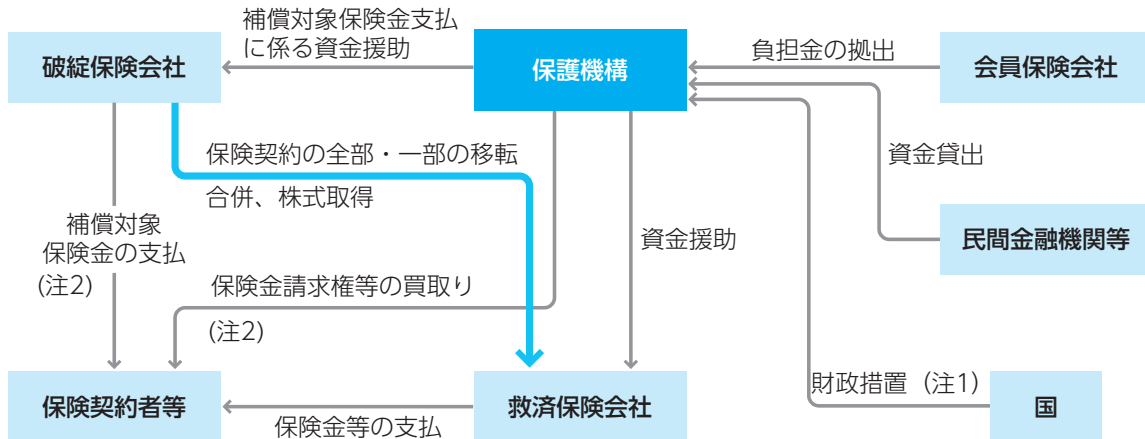 補償対象保険金支払
に係る資金援助
破綻保険会社
保護機構
負担金の拠出
会員保険会社
保険契約の全部・一部の移転
合併、株式取得
資金貸出
補償対象
保険金の支払
(注2)
資金援助
民間金融機関等
保険金請求権等の買取り
(注2)
財政措置（注1）
保険契約者等
保険金等の支払
救済保険会社
国